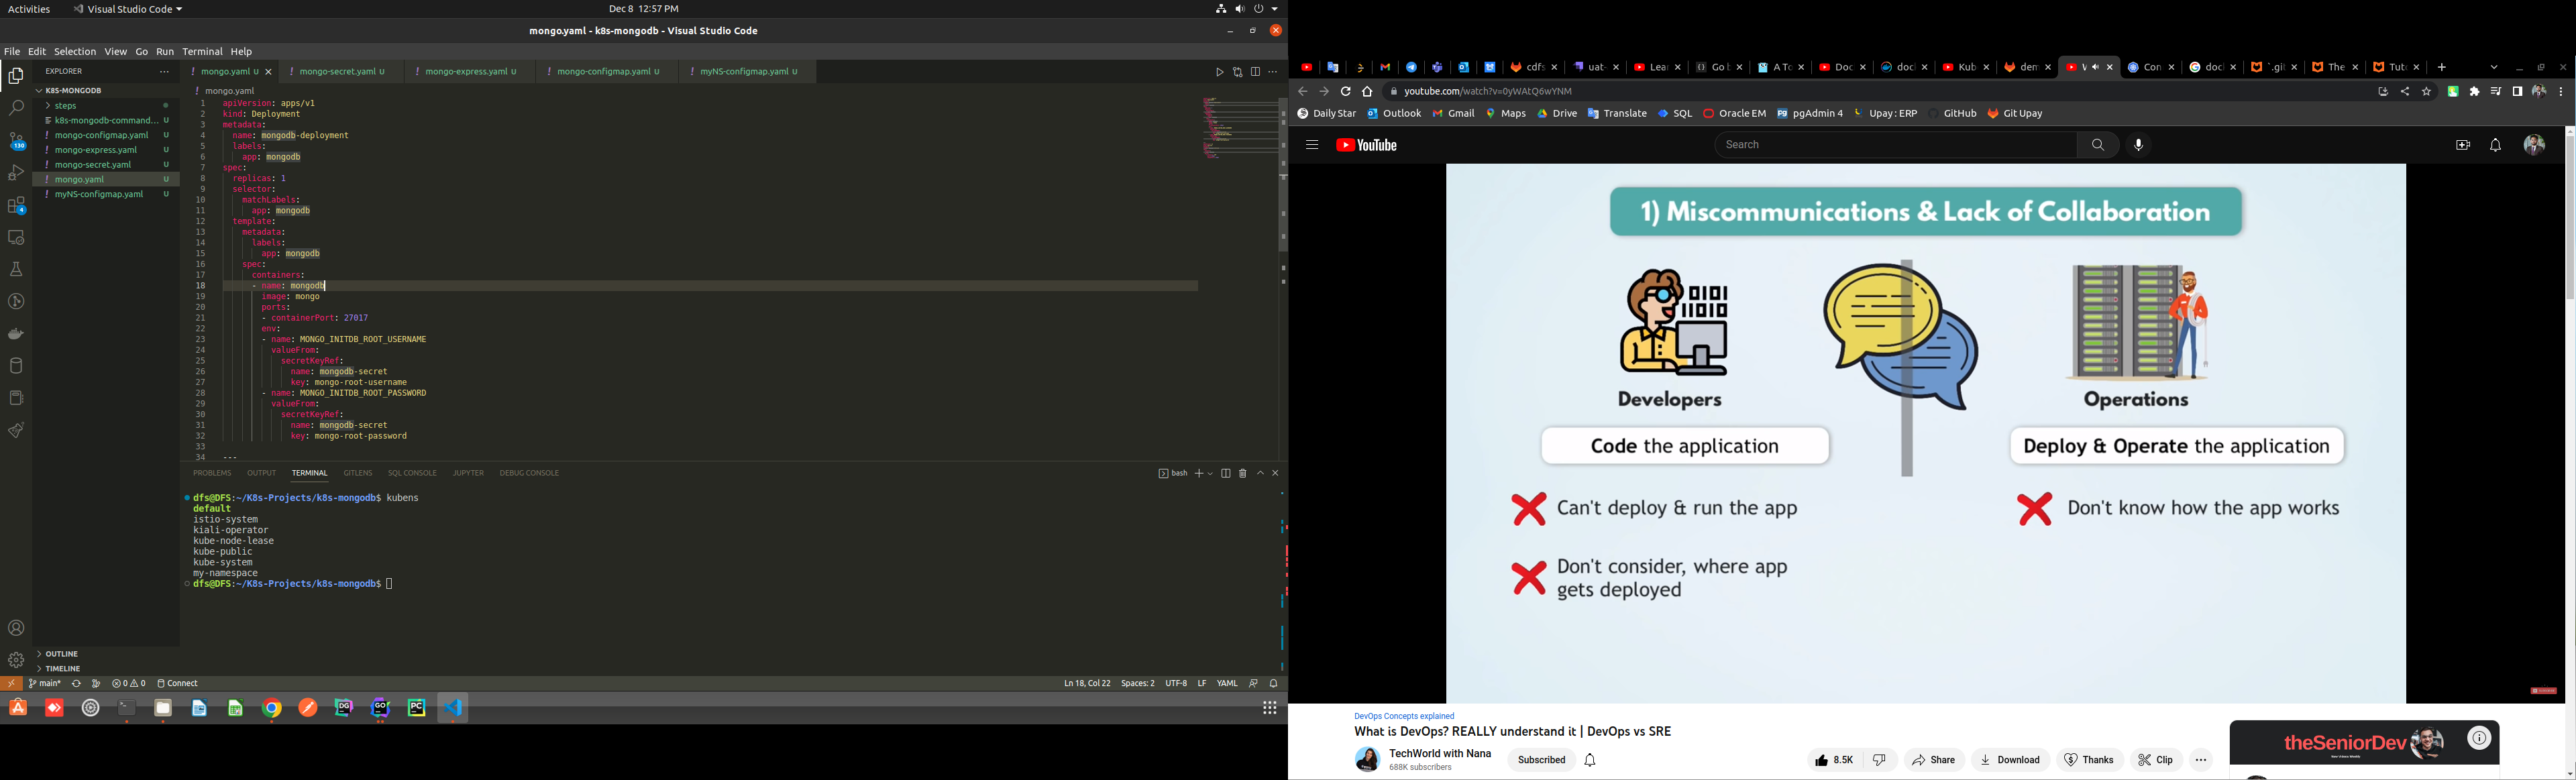 Activities
Visual Studio Code
Dec 8 12:57 PM
mongo.yaml - k8s-mongodb - Visual Studio Code
File Edit Selection View Go Run Terminal Help
EXPLORER
K8S-MONGODB
steps
k8s-mongodb-command... U
mongo-configmap.yaml U
mongo-express.yaml U
mongo-secret.yaml U
mongo.yaml U
myNS-configmap.yaml U
OUTLINE
TIMELINE
130
4
mongo.yaml U
mongo-secret.yaml U
mongo-express.yaml U
mongo-configmap.yaml U
myNS-configmap.yaml U
mongo.yaml
1 apiVersion: apps/v1
2 kind: Deployment
3 metadata:
4 name: mongodb-deployment
5 labels:
6 app: mongodb
7 spec:
8 replicas: 1
9 selector:
10 matchLabels:
11 app: mongodb
12 template:
13 metadata:
14 labels:
15 app: mongodb
16 spec:
17 containers:
18 - name: mongodb
19 image: mongo
20 ports:
21 - containerPort: 27017
22 env:
23 - name: MONGO_INITDB_ROOT_USERNAME
24 valueFrom:
25 secretKeyRef:
26 name: mongodb-secret
27 key: mongo-root-username
28 - name: MONGO_INITDB_ROOT_PASSWORD
29 valueFrom:
30 secretKeyRef:
31 name: mongodb-secret
32 key: mongo-root-password
33
34 ---
PROBLEMS OUTPUT TERMINAL GITLENS SQL CONSOLE JUPYTER DEBUG CONSOLE
bash
dfs@DFS:~/K8s-Projects/k8s-mongodb$ kubens
default
istio-system
kiali-operator
kube-node-lease
kube-public
kube-system
my-namespace
dfs@DFS:~/K8s-Projects/k8s-mongodb$
main* 0 0 Connect
Ln 18, Col 22 Spaces: 2 UTF-8 LF YAML
DG GO PC
cdfs uat- Lea Go b A To Doc doc Kub dem Con doc `.git The Tut
youtube.com/watch?v=0yWAtQ6wYNM
Daily Star Outlook Gmail Maps Drive Translate SQL Oracle EM pgAdmin 4 Upay : ERP GitHub Git Upay
YouTube
Search
1) Miscommunications & Lack of Collaboration
Developers
Code the application
Can't deploy & run the app
Don't consider, where app
gets deployed
Operations
Deploy & Operate the application
Don't know how the app works
DevOps Concepts explained
What is DevOps? REALLY understand it | DevOps vs SRE
TechWorld with Nana
688K subscribers
Subscribed
8.5K
Share
Download
Thanks
Clip
theSeniorDev